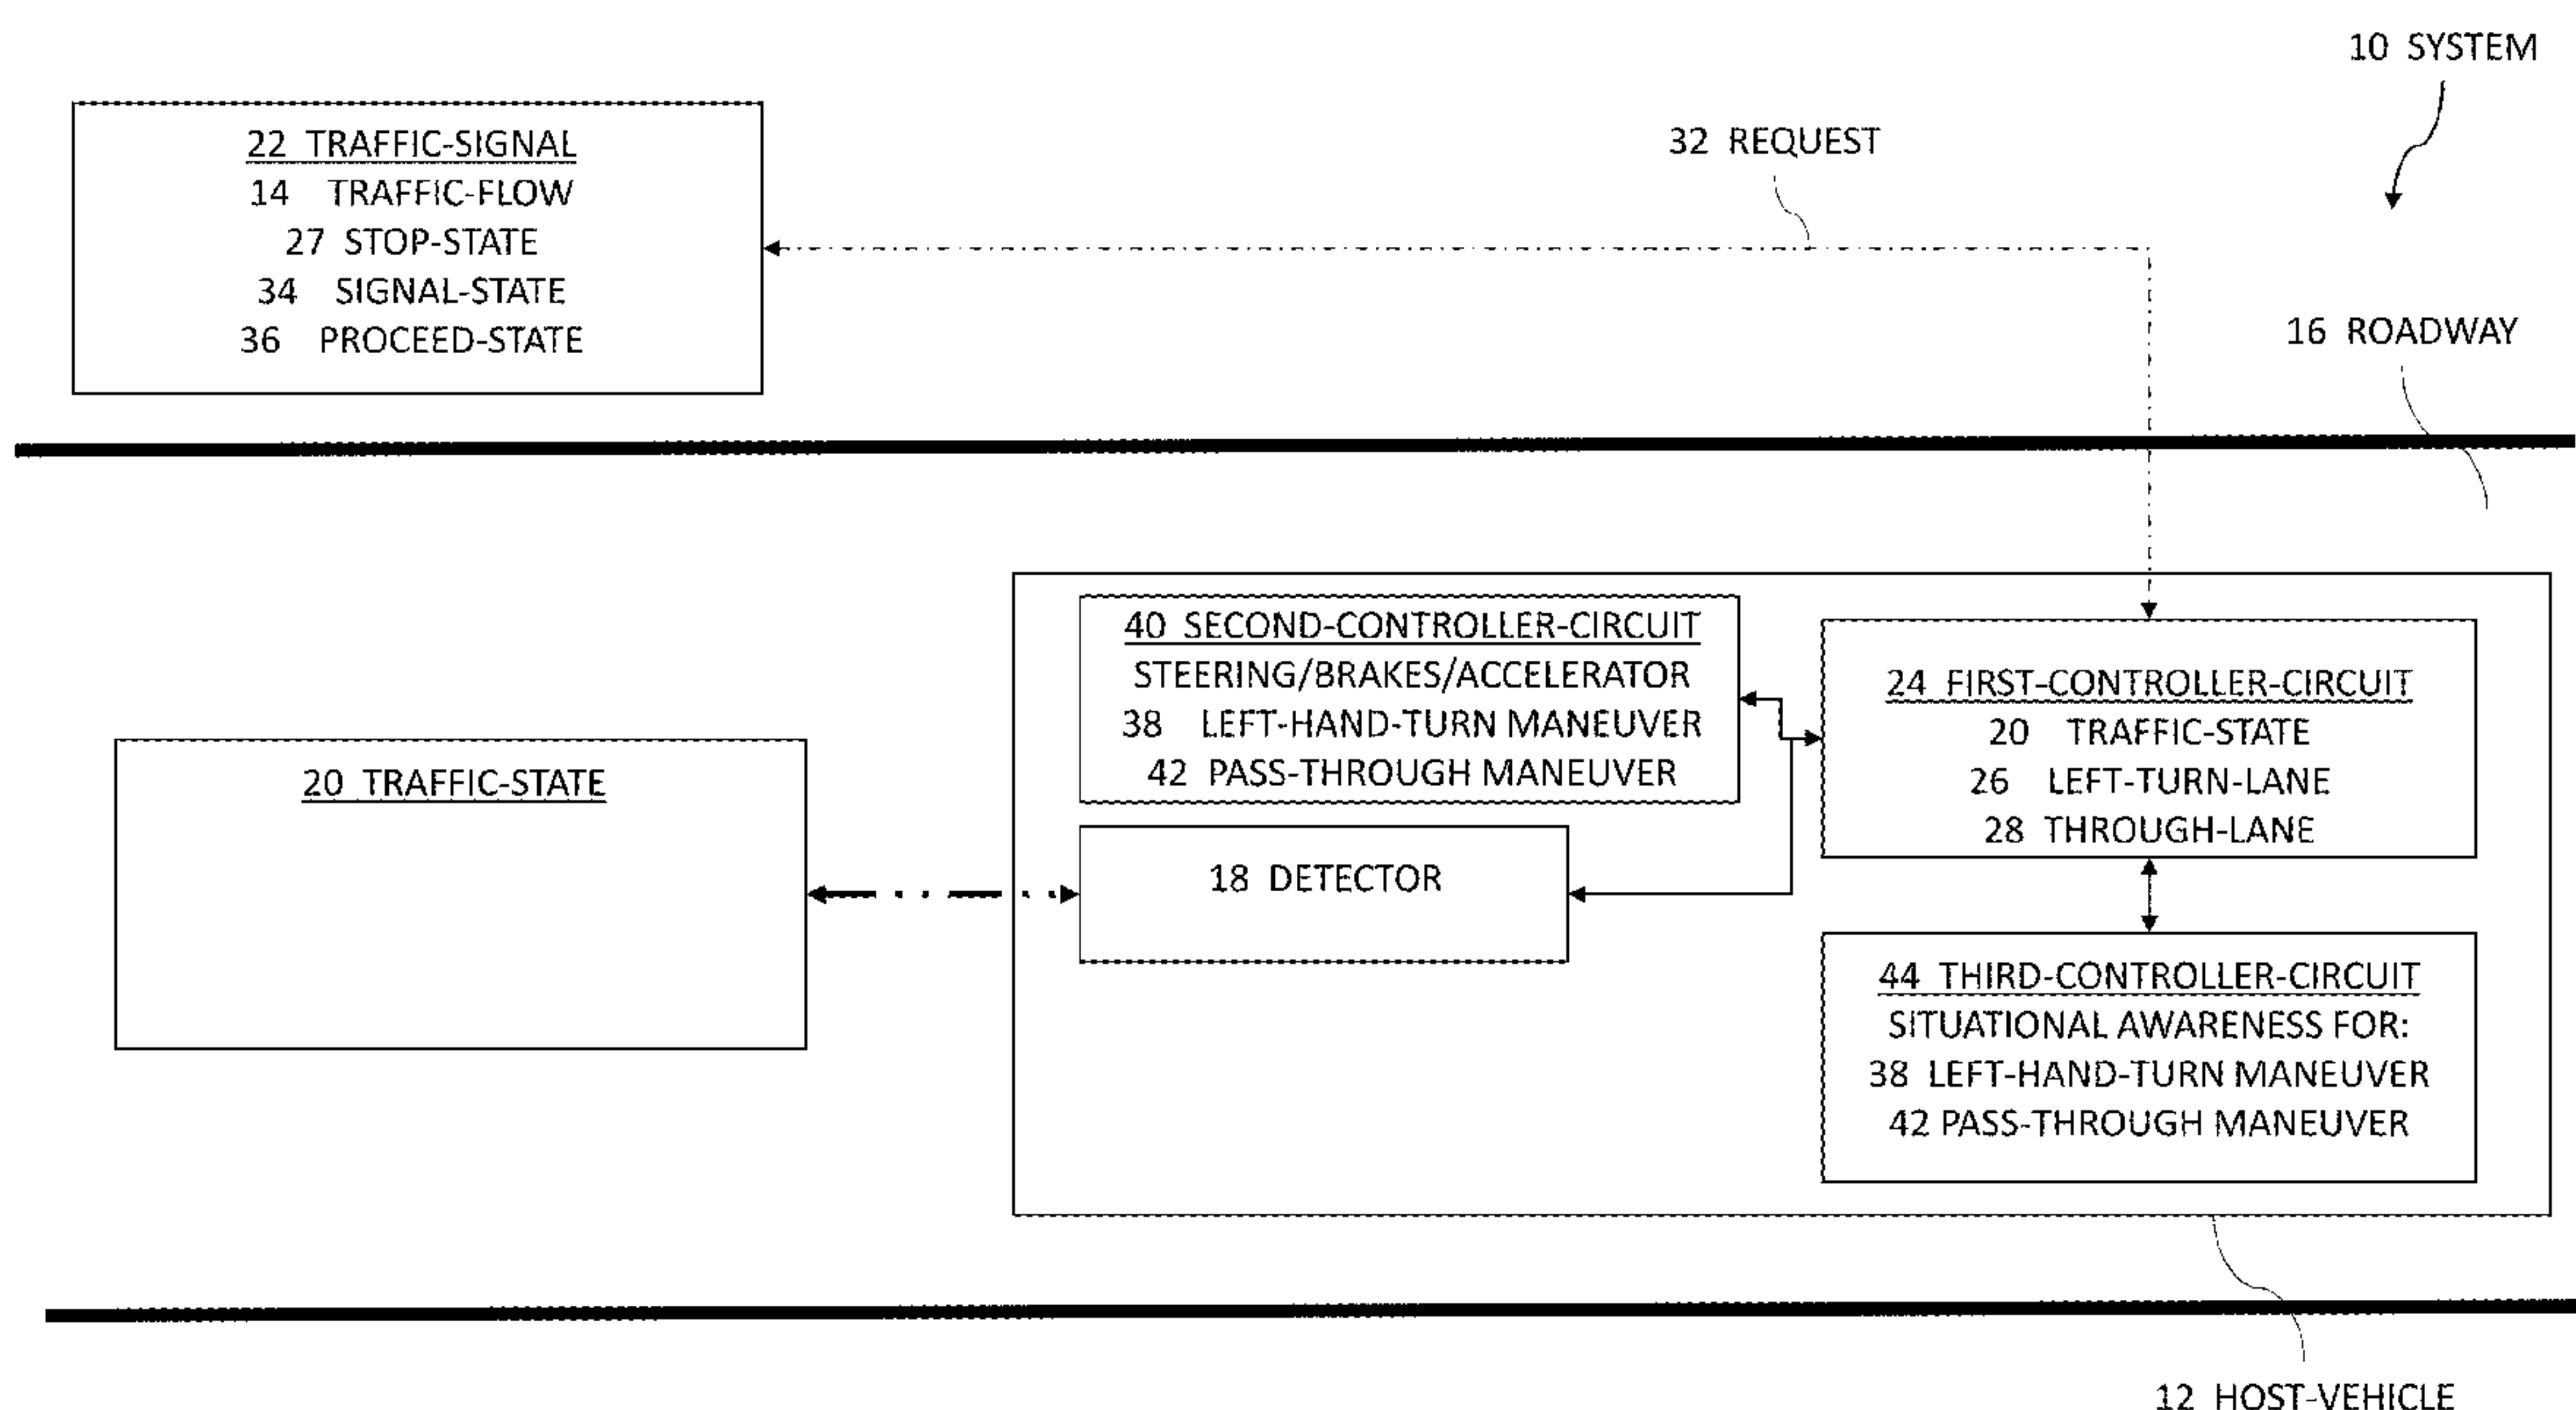 10 SYSTEM
22 TRAFFIC-SIGNAL
14 TRAFFIC-FLOW
27 STOP-STATE
34 SIGNAL-STATE
36 PROCEED-STATE
32 REQUEST
16 ROADWAY
40 SECOND-CONTROLLER-CIRCUIT
STEERING/BRAKES/ACCELERATOR
38 LEFT-HAND-TURN MANEUVER
42 PASS-THROUGH MANEUVER
24 FIRST-CONTROLLER-CIRCUIT
20 TRAFFIC-STATE
26 LEFT-TURN-LANE
28 THROUGH-LANE
20 TRAFFIC-STATE
18 DETECTOR
44 THIRD-CONTROLLER-CIRCUIT
SITUATIONAL AWARENESS FOR:
38 LEFT-HAND-TURN MANEUVER
42 PASS-THROUGH MANEUVER
12 HOST-VEHICLE